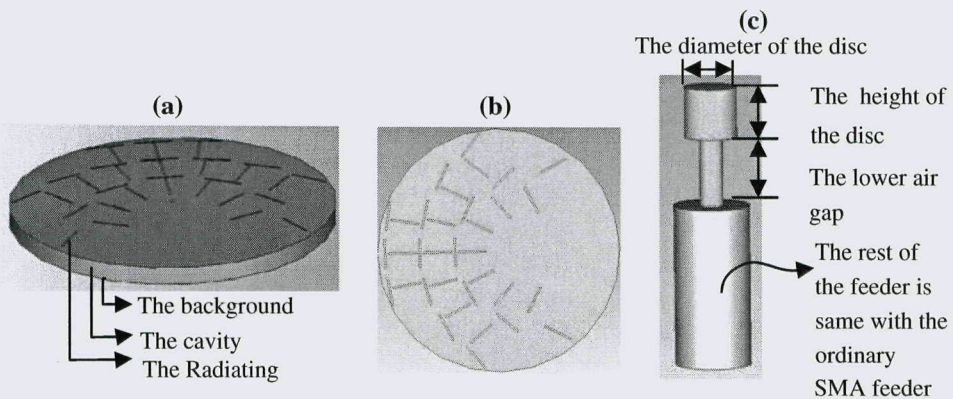 (a)
The background
The cavity
The Radiating
(b)
(c)
The diameter of the disc
The height of
the disc
The lower air
gap
The rest of
the feeder is
same with the
ordinary
SMA feeder